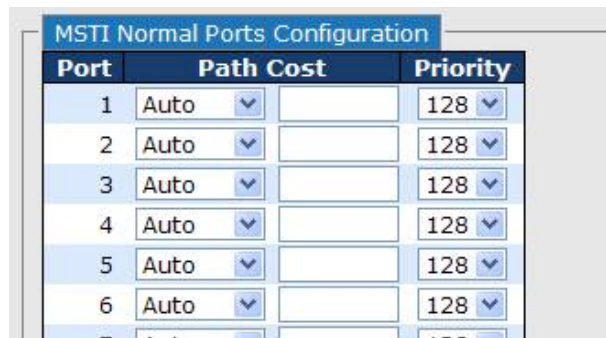 MSTI Normal Ports Configuration
Port Path Cost Priority
1 Auto 128
2 Auto 128
3 Auto 128
4 Auto 128
5 Auto 128
6 Auto 128